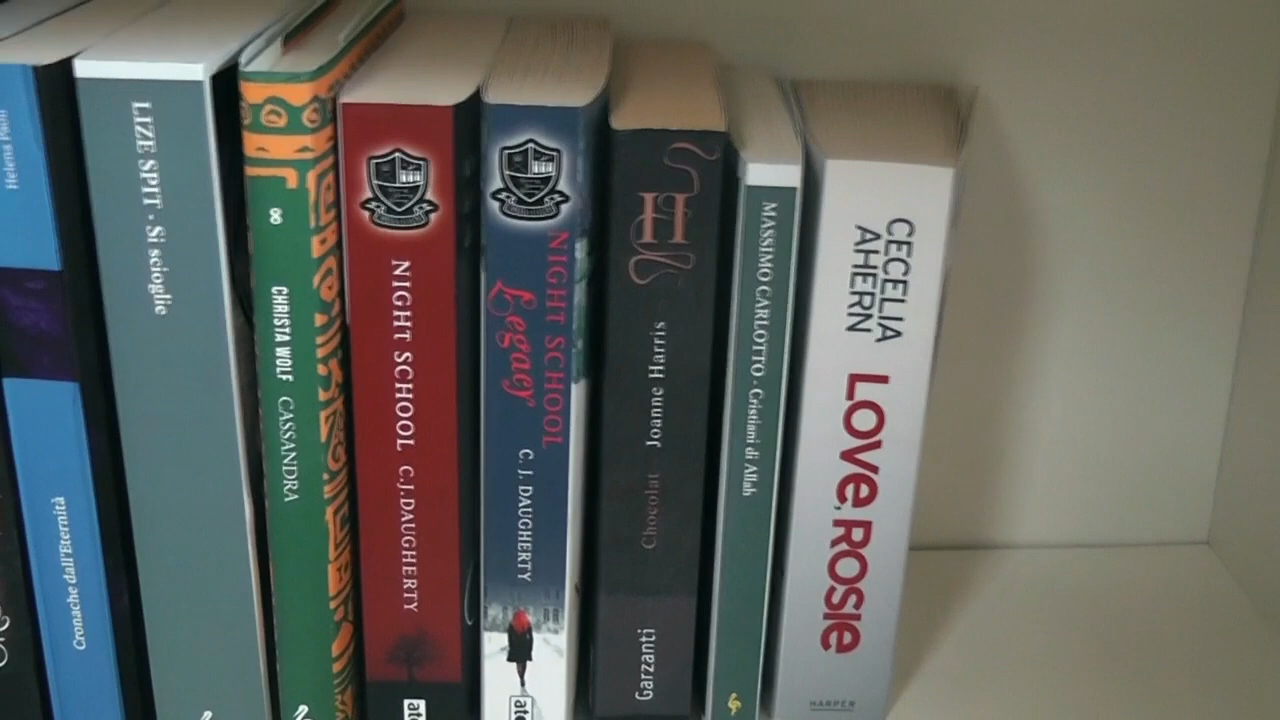 Cronache dall'Eternità
LIZE SPIT · Si scioglie
8
CHRISTA WOLF CASSANDRA
NIGHT SCHOOL C.J.DAUGHERTY
NIGHT SCHOOL
Legacy
C. J. DAUGHERTY
H
Joanne Harris
Chocolat
Garzanti
MASSIMO CARLOTTO · Cristiani di Allah
CECELIA
AHERN
LOVE, ROSIE
HARPER